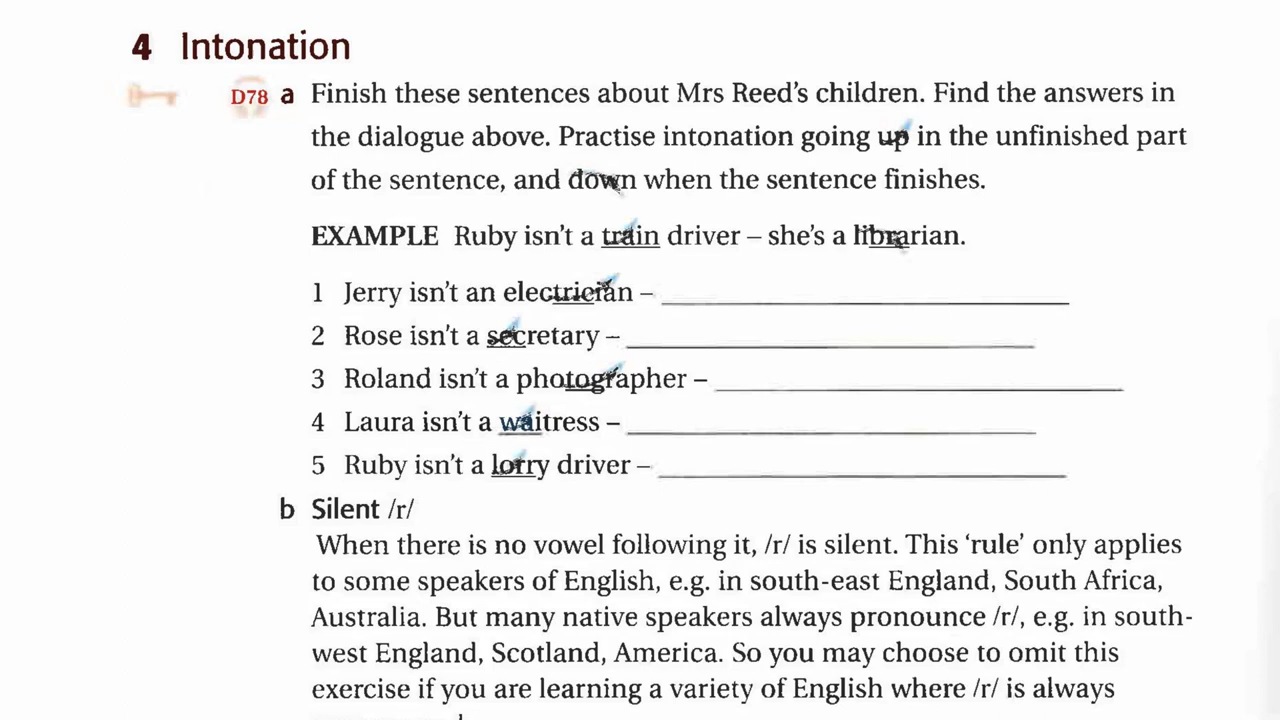 4 Intonation
D78 a Finish these sentences about Mrs Reed's children. Find the answers in
the dialogue above. Practise intonation going up in the unfinished part
of the sentence, and down when the sentence finishes.
EXAMPLE Ruby isn't a train driver – she's a librarian.
1 Jerry isn't an electrician –
2 Rose isn't a secretary –
3 Roland isn't a photographer –
4 Laura isn't a waitress –
5 Ruby isn't a lorry driver –
b Silent /r/
When there is no vowel following it, /r/ is silent. This 'rule' only applies
to some speakers of English, e.g. in south-east England, South Africa,
Australia. But many native speakers always pronounce /r/, e.g. in south-
west England, Scotland, America. So you may choose to omit this
exercise if you are learning a variety of English where /r/ is always